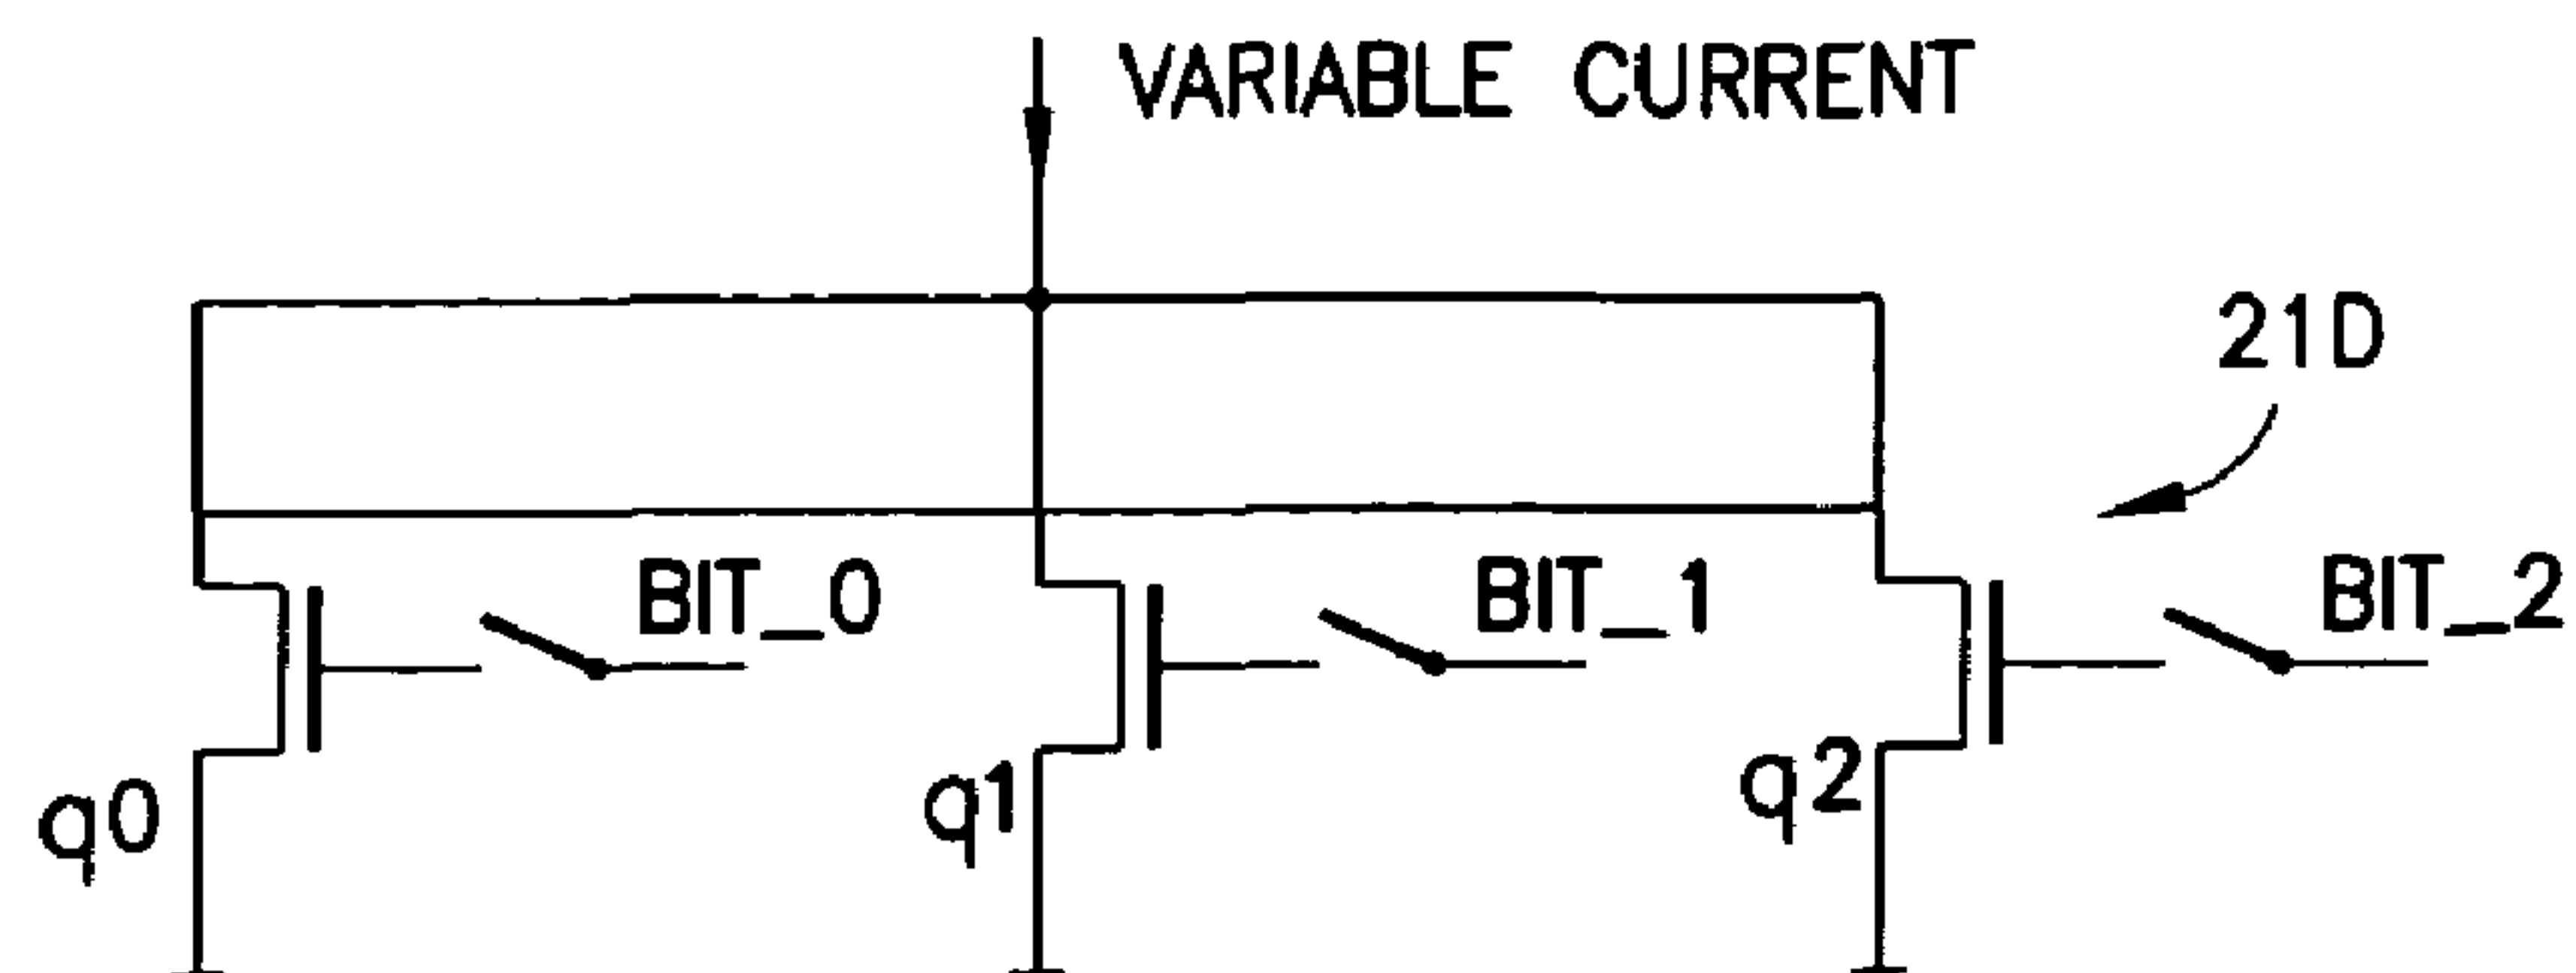 VARIABLE CURRENT
21D
BIT_0
BIT_1
BIT_2
q0
q1
q2